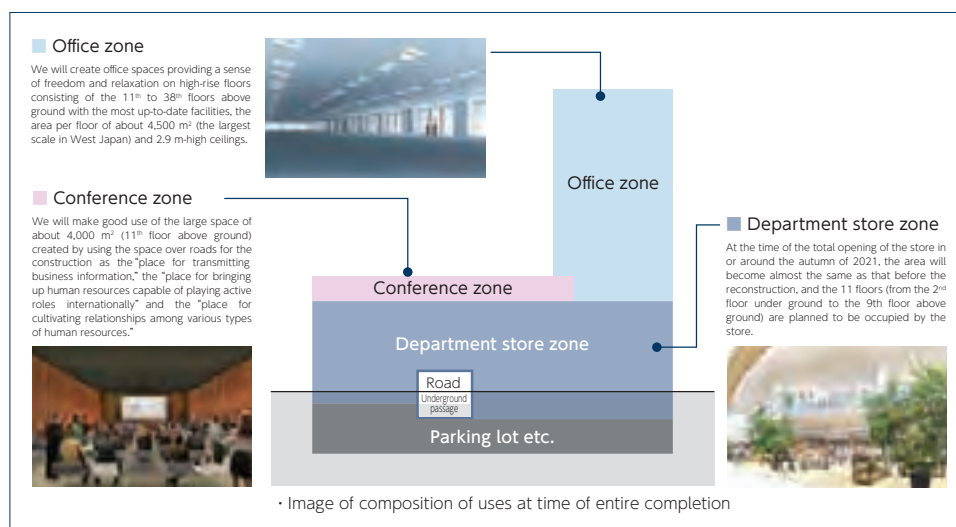 Office zone
We will create office spaces providing a sense
of freedom and relaxation on high-rise floors
consisting of the 11th to 38th floors above
ground with the most up-to-date facilities, the
area per floor of about 4,500 m² (the largest
scale in West Japan) and 2.9 m-high ceilings.
Conference zone
We will make good use of the large space of
about 4,000 m² (11th floor above ground)
created by using the space over roads for the
construction as the “place for transmitting
business information,” the “place for bringing
up human resources capable of playing active
roles internationally” and the “place for
cultivating relationships among various types
of human resources.”
Office zone
Conference zone
Department store zone
Road
Underground
passage
Parking lot etc.
Department store zone
At the time of the total opening of the store in
or around the autumn of 2021, the area will
become almost the same as that before the
reconstruction, and the 11 floors (from the 2nd
floor under ground to the 9th floor above
ground) are planned to be occupied by the
store.
・Image of composition of uses at time of entire completion